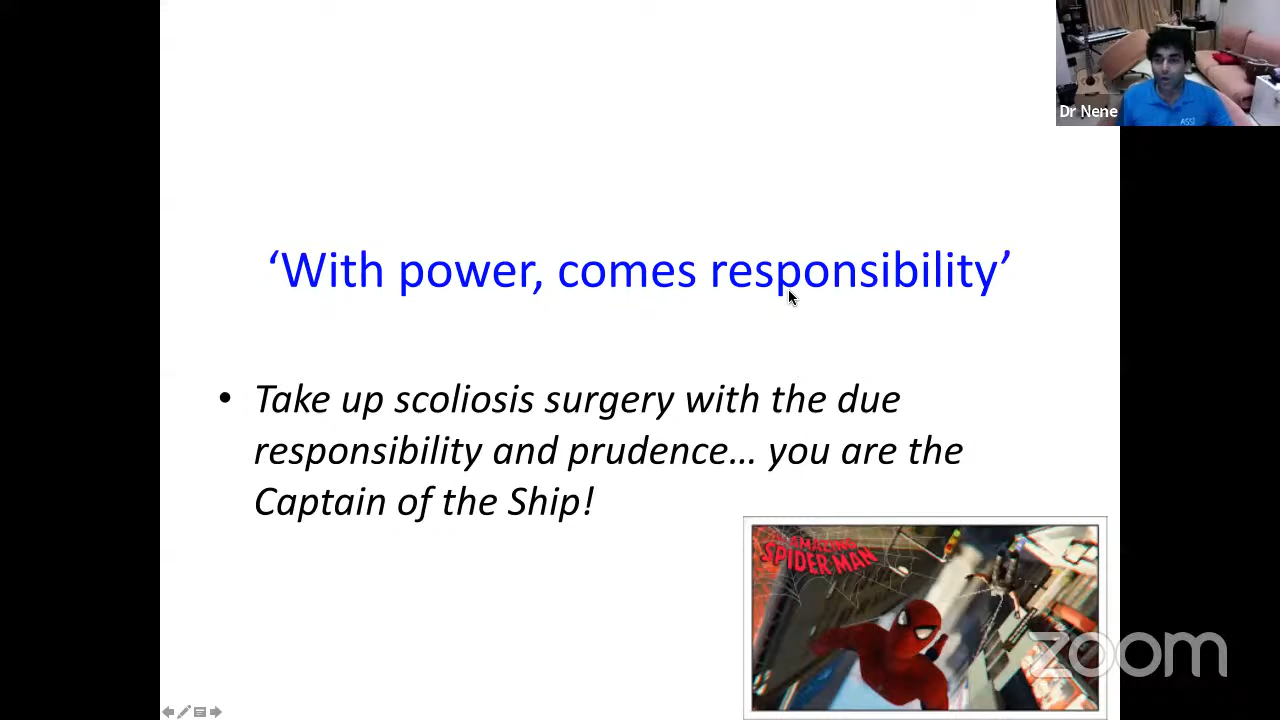 Dr Nene
ASSI
‘With power, comes responsibility’
• Take up scoliosis surgery with the due
responsibility and prudence… you are the
Captain of the Ship!
THE AMAZING
SPIDER-MAN
zoom